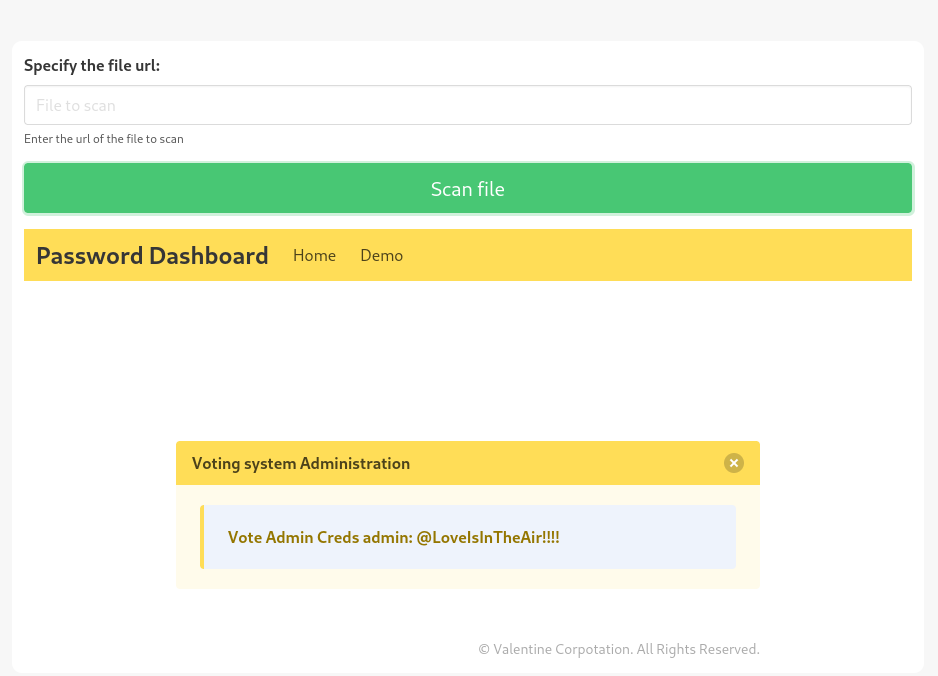 Specify the file url:
File to scan
Enter the url of the file to scan
Scan file
Password Dashboard Home Demo
Voting system Administration
Vote Admin Creds admin: @LoveIsInTheAir!!!!
© Valentine Corpotation. All Rights Reserved.